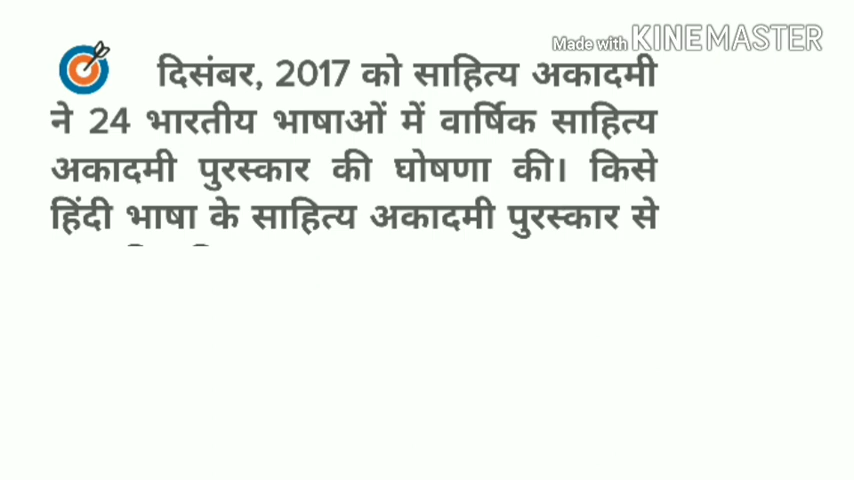 Made with KINEMASTER
दिसंबर, 2017 को साहित्य अकादमी
ने 24 भारतीय भाषाओं में वार्षिक साहित्य
अकादमी पुरस्कार की घोषणा की। किसे
हिंदी भाषा के साहित्य अकादमी पुरस्कार से